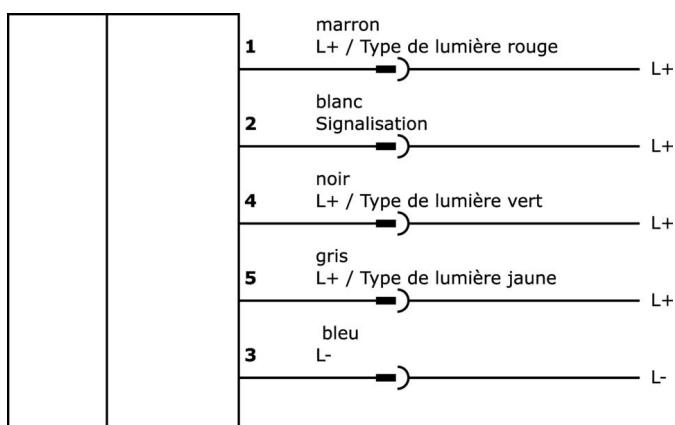 marron
1 L+ / Type de lumière rouge
L+
blanc
2 Signalisation
L+
noir
4 L+ / Type de lumière vert
L+
gris
5 L+ / Type de lumière jaune
L+
bleu
3 L-
L-